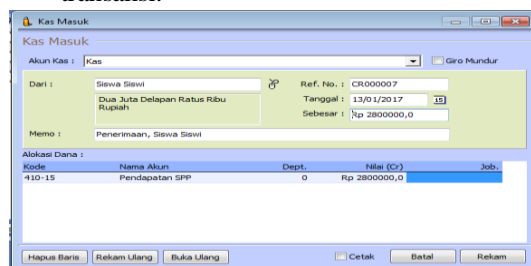 Kas Masuk
Kas Masuk
Akun Kas : Kas Giro Mundur
Dari : Siswa Siswi Ref. No. : CR000007
Dua Juta Delapan Ratus Ribu Rupiah Tanggal : 13/01/2017 15
Sebesar : Rp 2800000,0
Memo : Penerimaan, Siswa Siswi
Alokasi Dana :
Kode Nama Akun Dept. Nilai (Cr) Job.
410-15 Pendapatan SPP 0 Rp 2800000,0
Hapus Baris Rekam Ulang Buka Ulang Cetak Batal Rekam